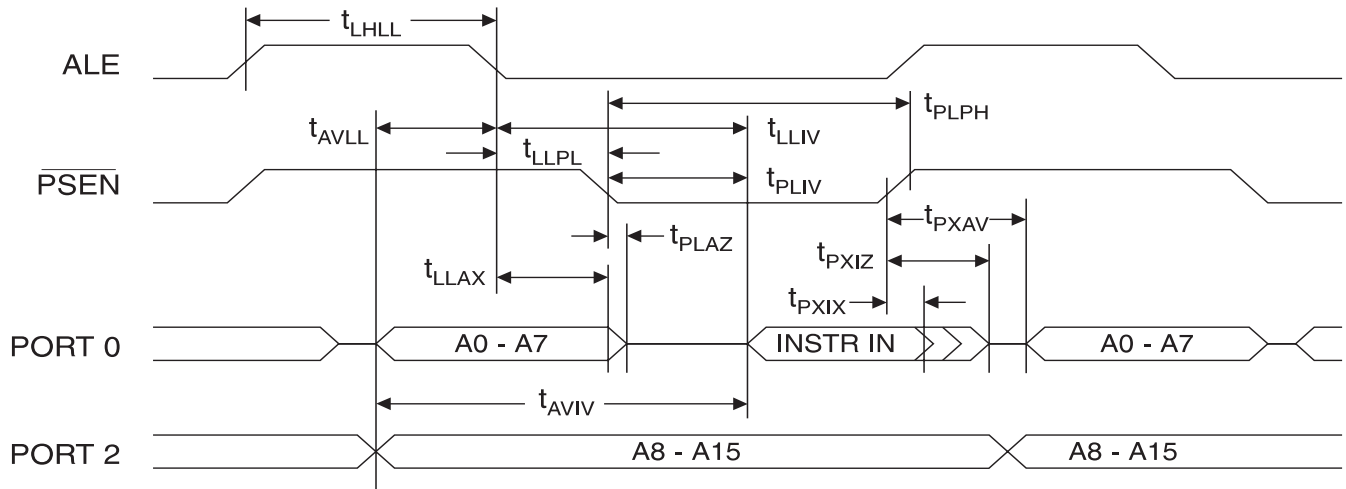 tLHLL
ALE
tPLPH
tAVLL
tLLIV
tLLPL
PSEN
tPLIV
tPXAV
tPLAZ
tPXIZ
tLLAX
tPXIX
PORT 0
A0 - A7
INSTR IN
A0 - A7
tAVIV
PORT 2
A8 - A15
A8 - A15